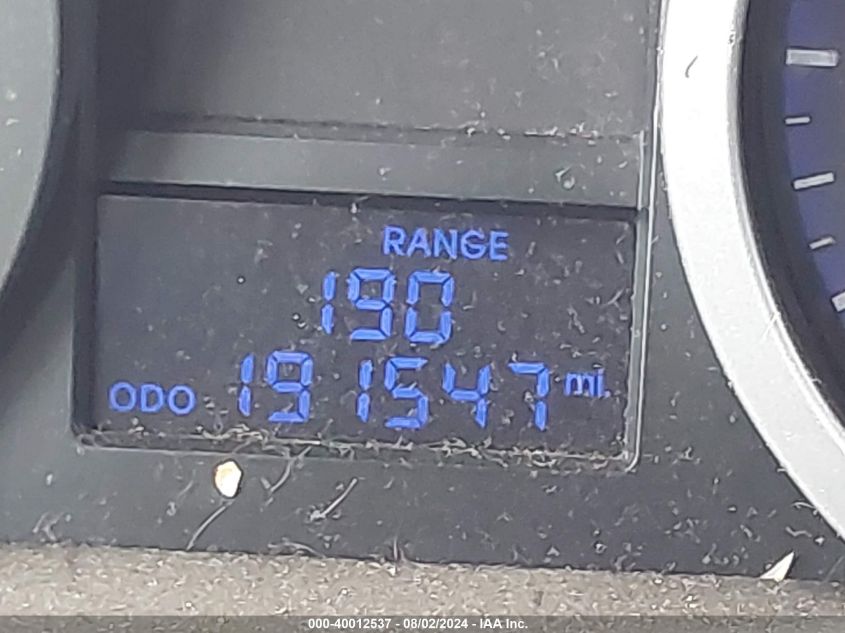 RANGE
190
ODO 191547 mi.
000-40012537 - 08/02/2024 - IAA Inc.